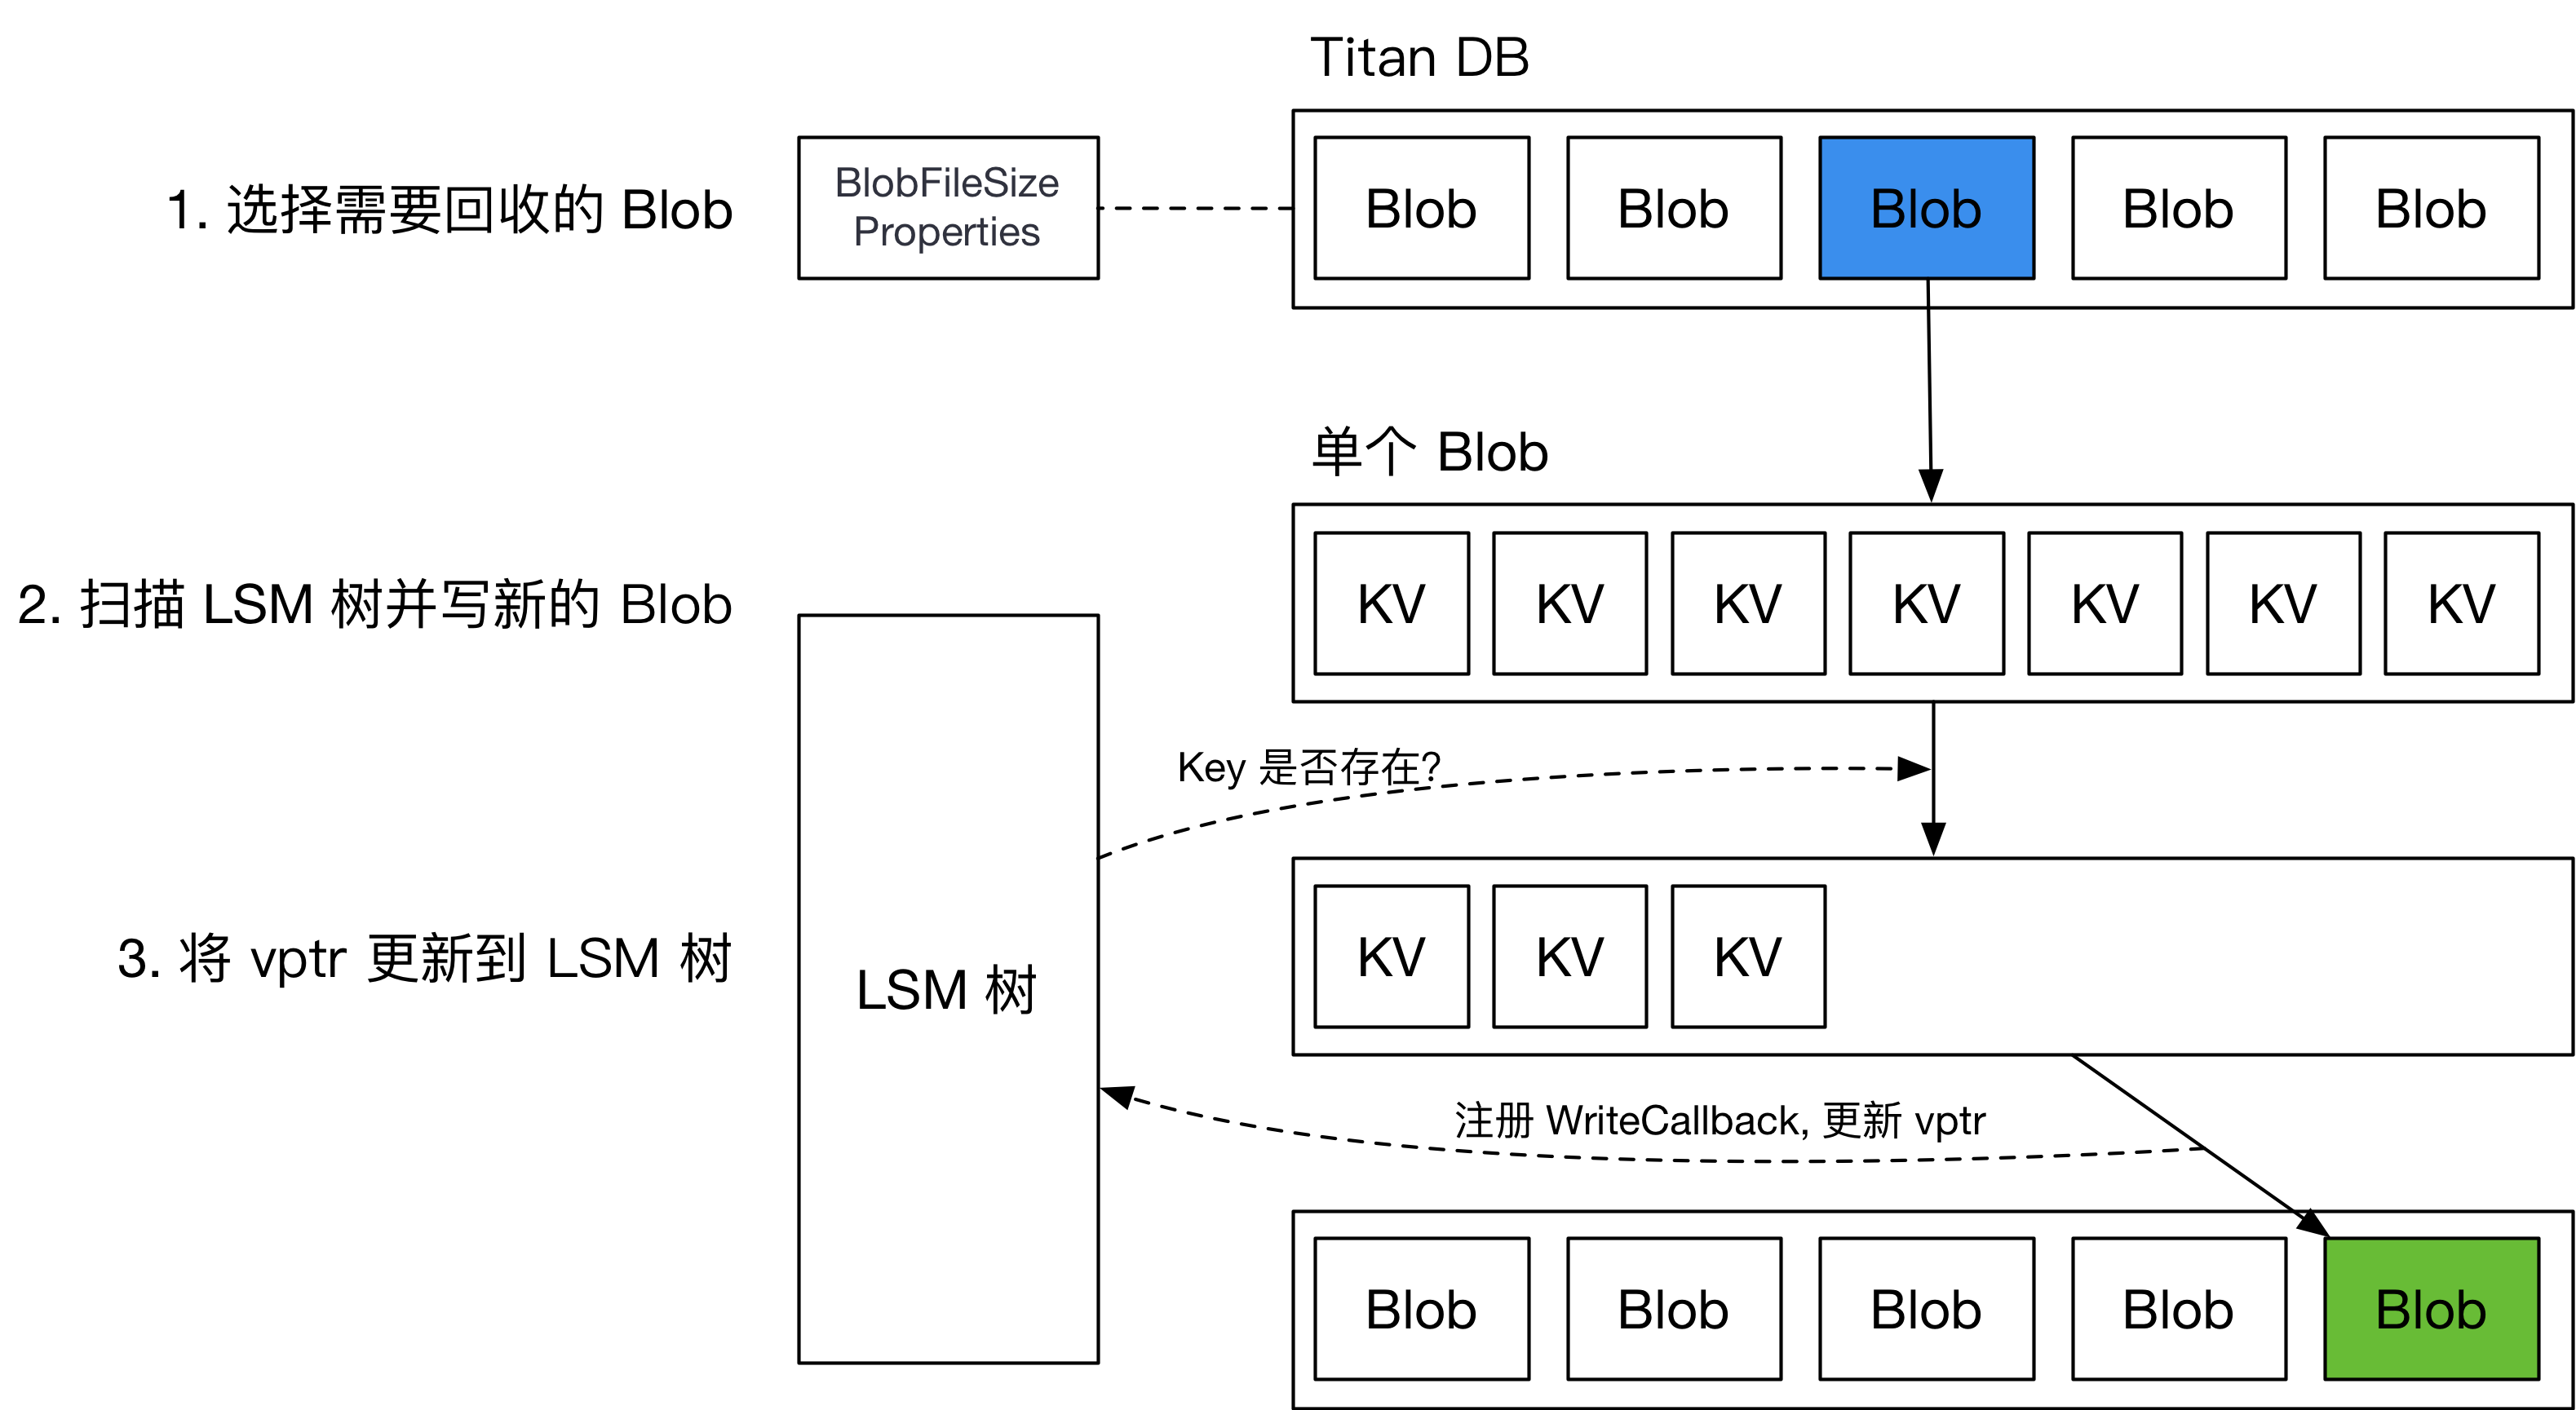 Titan DB
1. 选择需要回收的 Blob
BlobFileSize
Properties
Blob
Blob
Blob
Blob
Blob
单个 Blob
2. 扫描 LSM 树并写新的 Blob
KV
KV
KV
KV
KV
KV
KV
Key 是否存在?
3. 将 vptr 更新到 LSM 树
LSM 树
KV
KV
KV
注册 WriteCallback, 更新 vptr
Blob
Blob
Blob
Blob
Blob